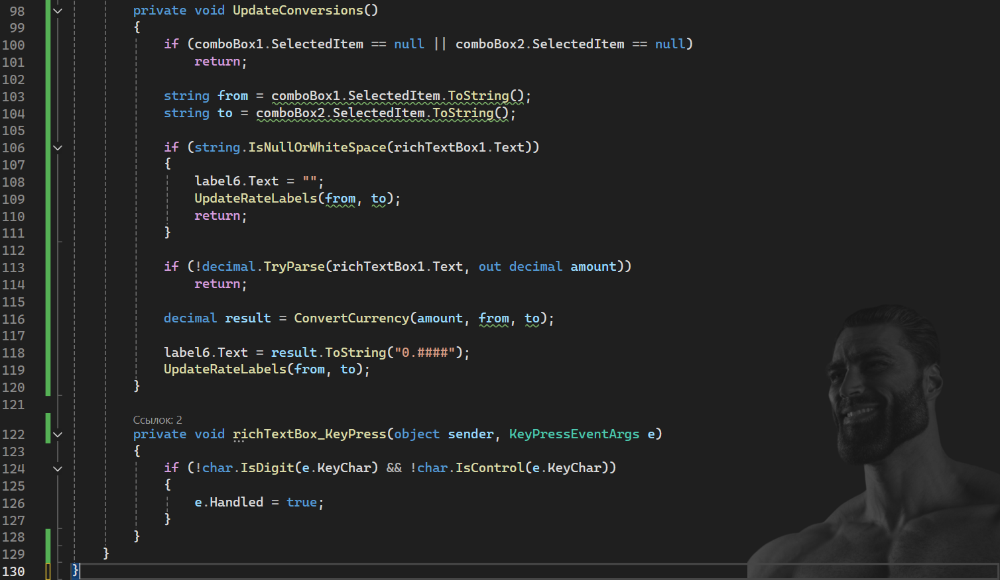 98 private void UpdateConversions()
99 {
100 if (comboBox1.SelectedItem == null || comboBox2.SelectedItem == null)
101 return;
102
103 string from = comboBox1.SelectedItem.ToString();
104 string to = comboBox2.SelectedItem.ToString();
105
106 if (string.IsNullOrWhiteSpace(richTextBox1.Text))
107 {
108 label6.Text = "";
109 UpdateRateLabels(from, to);
110 return;
111 }
112
113 if (!decimal.TryParse(richTextBox1.Text, out decimal amount))
114 return;
115
116 decimal result = ConvertCurrency(amount, from, to);
117
118 label6.Text = result.ToString("0.####");
119 UpdateRateLabels(from, to);
120 }
121
Ссылок: 2
122 private void richTextBox_KeyPress(object sender, KeyPressEventArgs e)
123 {
124 if (!char.IsDigit(e.KeyChar) && !char.IsControl(e.KeyChar))
125 {
126 e.Handled = true;
127 }
128 }
129 }
130 }